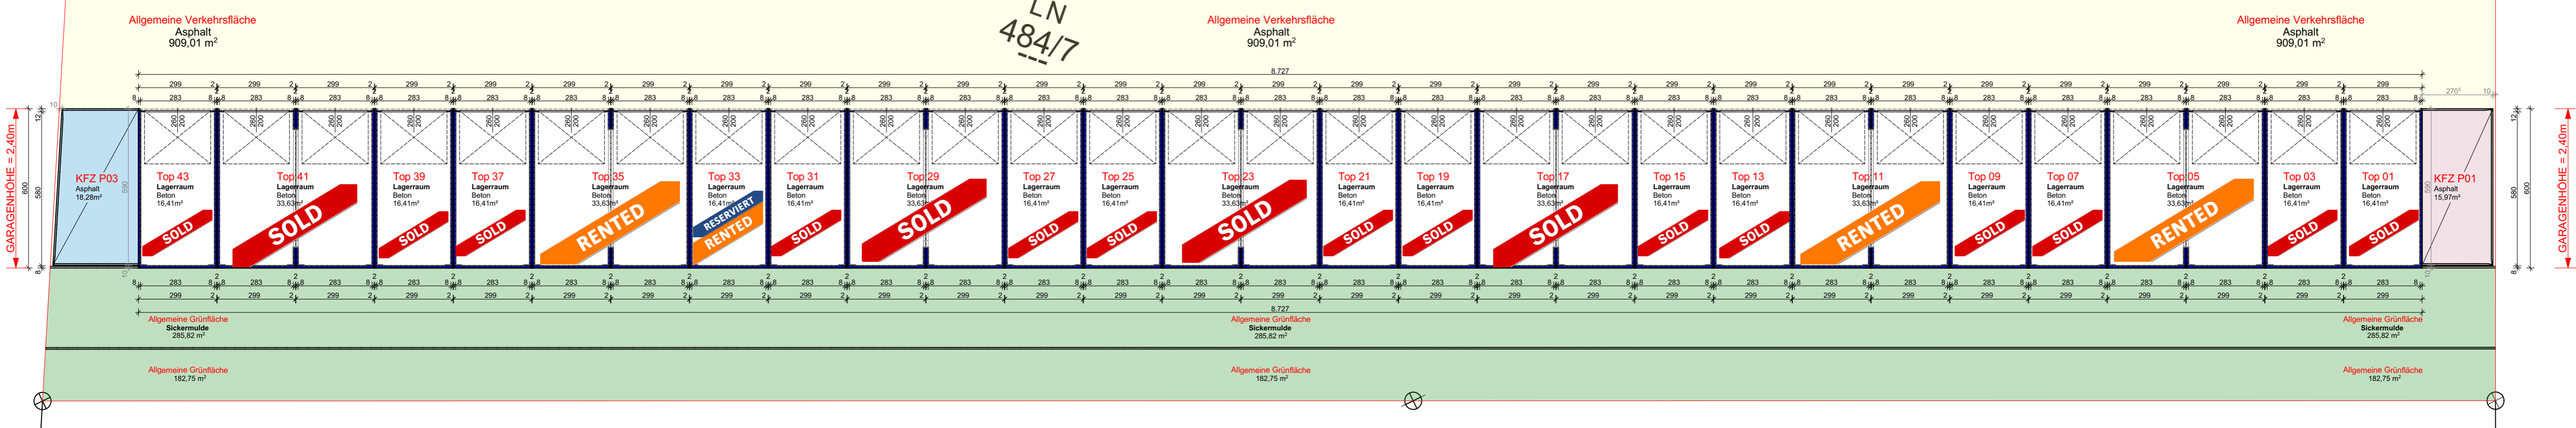 Allgemeine Verkehrsfläche
Asphalt
909,01 m²
LN
484/7
Allgemeine Verkehrsfläche
Asphalt
909,01 m²
Allgemeine Verkehrsfläche
Asphalt
909,01 m²
8.727
GARAGENHÖHE = 2,40m
600
580
KFZ P03
Asphalt
18,28m²
590
Top 43
Lagerraum
Beton
16,41m²
SOLD
Top 41
Lagerraum
Beton
33,63m²
SOLD
Top 39
Lagerraum
Beton
16,41m²
SOLD
Top 37
Lagerraum
Beton
16,41m²
SOLD
Top 35
Lagerraum
Beton
33,63m²
RENTED
Top 33
Lagerraum
Beton
16,41m²
RESERVIERT
RENTED
Top 31
Lagerraum
Beton
16,41m²
SOLD
Top 29
Lagerraum
Beton
33,63m²
SOLD
Top 27
Lagerraum
Beton
16,41m²
SOLD
Top 25
Lagerraum
Beton
16,41m²
SOLD
Top 23
Lagerraum
Beton
33,63m²
SOLD
Top 21
Lagerraum
Beton
16,41m²
SOLD
Top 19
Lagerraum
Beton
16,41m²
SOLD
Top 17
Lagerraum
Beton
33,63m²
SOLD
Top 15
Lagerraum
Beton
16,41m²
SOLD
Top 13
Lagerraum
Beton
16,41m²
SOLD
Top 11
Lagerraum
Beton
33,63m²
RENTED
Top 09
Lagerraum
Beton
16,41m²
SOLD
Top 07
Lagerraum
Beton
16,41m²
SOLD
Top 05
Lagerraum
Beton
33,63m²
RENTED
Top 03
Lagerraum
Beton
16,41m²
SOLD
Top 01
Lagerraum
Beton
16,41m²
SOLD
KFZ P01
Asphalt
15,97m²
590
270⁵
10
580
600
GARAGENHÖHE = 2,40m
8.727
Allgemeine Grünfläche
Sickermulde
285,82 m²
Allgemeine Grünfläche
Sickermulde
285,82 m²
Allgemeine Grünfläche
Sickermulde
285,82 m²
Allgemeine Grünfläche
182,75 m²
Allgemeine Grünfläche
182,75 m²
Allgemeine Grünfläche
182,75 m²